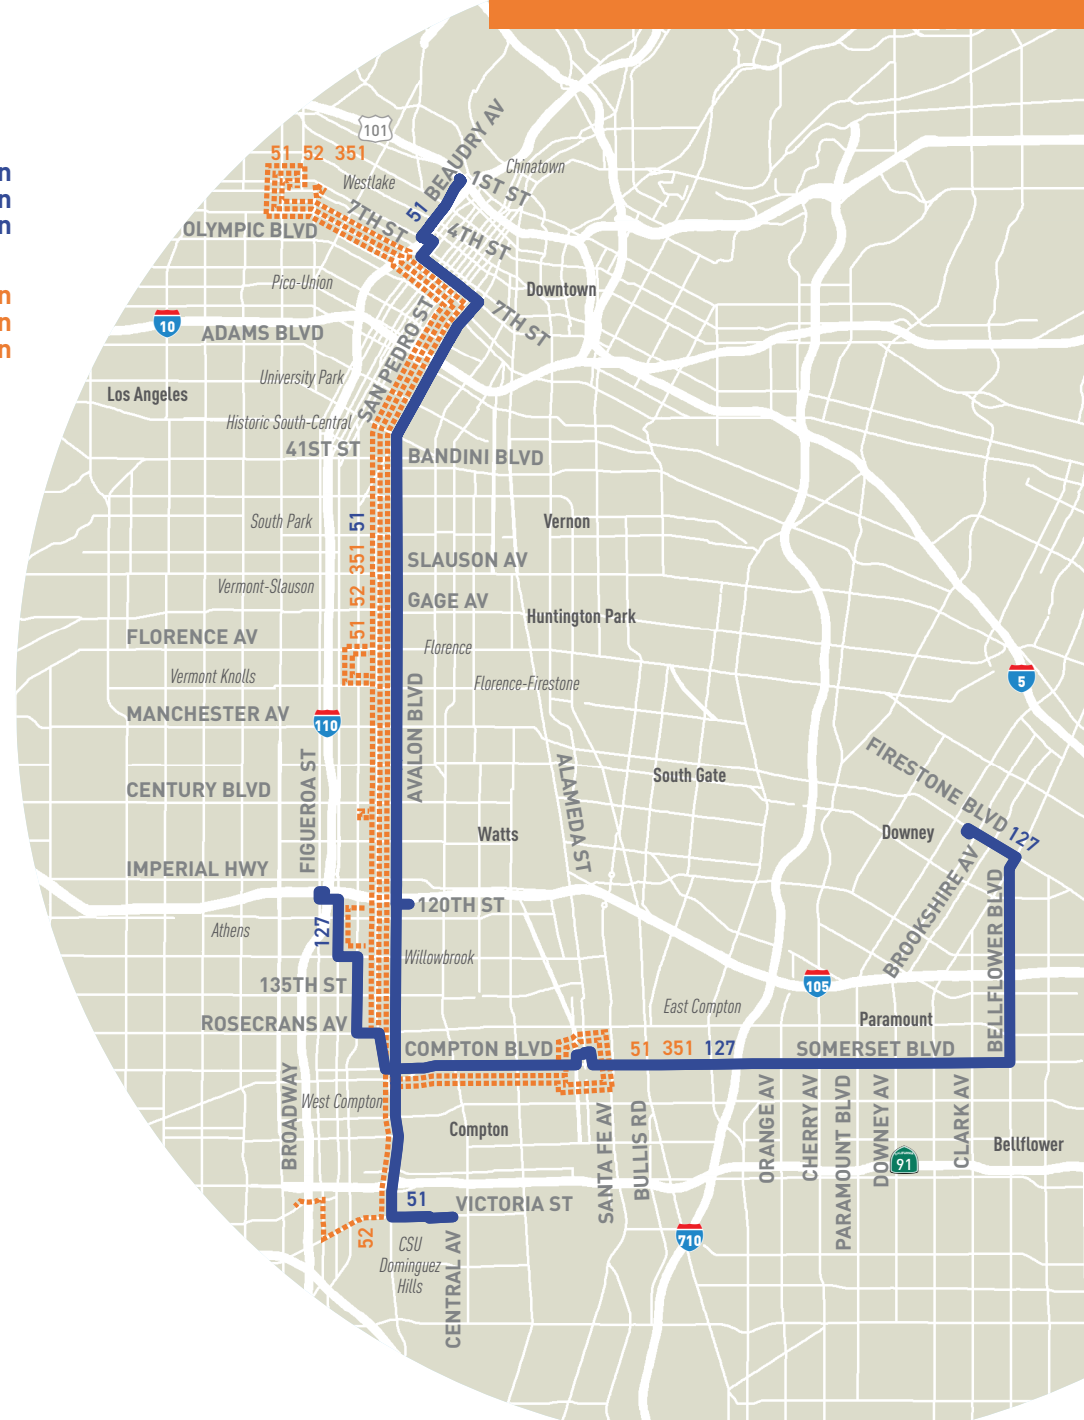 n
n
n
n
n
n
101
51 52 351
BEAUDRY AV
Chinatown
Westlake
1ST ST
51
7TH ST
4TH ST
OLYMPIC BLVD
Pico-Union
Downtown
7TH ST
10
ADAMS BLVD
SAN PEDRO ST
University Park
Los Angeles
Historic South-Central
41ST ST
BANDINI BLVD
South Park
51
Vernon
351
SLAUSON AV
Vermont-Slauson
52
GAGE AV
Huntington Park
51
FLORENCE AV
Florence
Vermont Knolls
Florence-Firestone
5
MANCHESTER AV
110
AVALON BLVD
FIRESTONE BLVD
South Gate
CENTURY BLVD
FIGUEROA ST
ALAMEDA ST
Watts
Downey
127
IMPERIAL HWY
BROOKSHIRE AV
120TH ST
Athens
127
BELLFLOWER BLVD
Willowbrook
135TH ST
105
East Compton
ROSECRANS AV
Paramount
COMPTON BLVD
51 351 127
SOMERSET BLVD
BROADWAY
West Compton
Compton
SANTA FE AV
BULLIS RD
ORANGE AV
CHERRY AV
PARAMOUNT BLVD
DOWNEY AV
CLARK AV
Bellflower
91
51
VICTORIA ST
52
CSU
Dominguez
Hills
CENTRAL AV
710